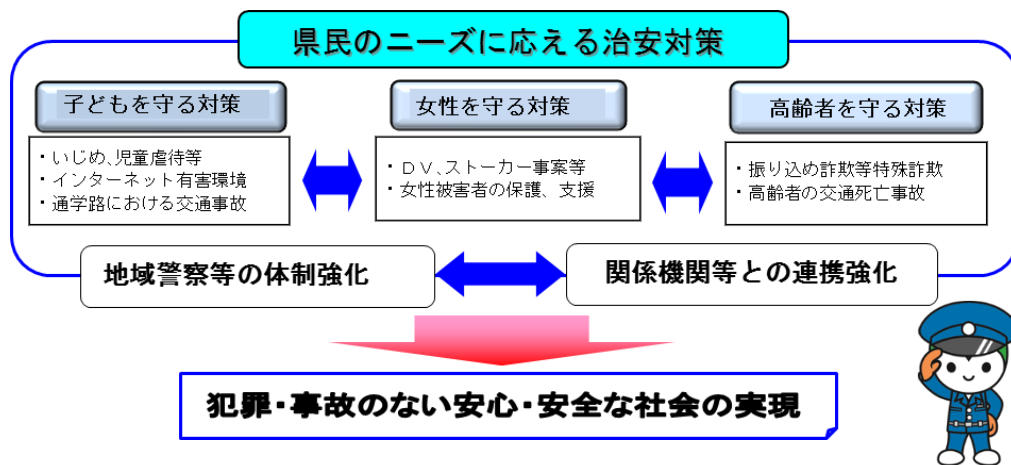 県民のニーズに応える治安対策
子どもを守る対策
・いじめ、児童虐待等
・インターネット有害環境
・通学路における交通事故
女性を守る対策
・ＤＶ、ストーカー事案等
・女性被害者の保護、支援
高齢者を守る対策
・振り込め詐欺等特殊詐欺
・高齢者の交通死亡事故
地域警察等の体制強化
関係機関等との連携強化
犯罪・事故のない安心・安全な社会の実現